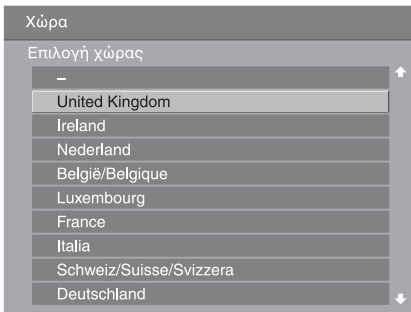 Χώρα
Επιλογή χώρας
–
United Kingdom
Ireland
Nederland
België/Belgique
Luxembourg
France
Italia
Schweiz/Suisse/Svizzera
Deutschland